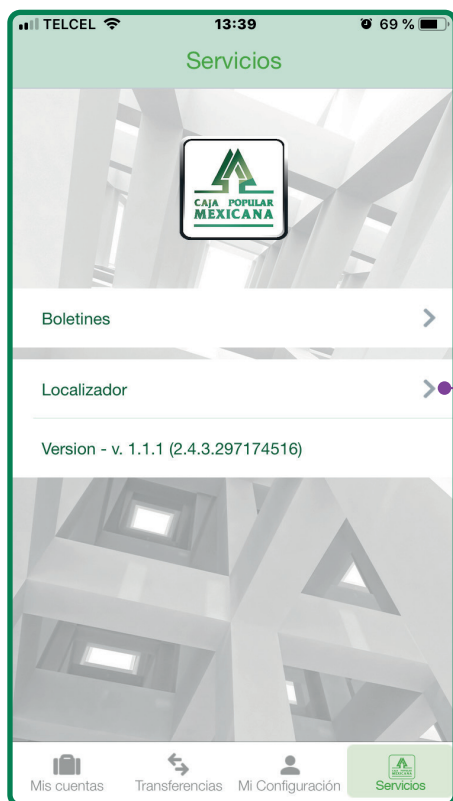 TELCEL 13:39 69 %
Servicios
CAJA POPULAR
MEXICANA
Boletines
Localizador
Version - v. 1.1.1 (2.4.3.297174516)
Mis cuentas Transferencias Mi Configuración Servicios